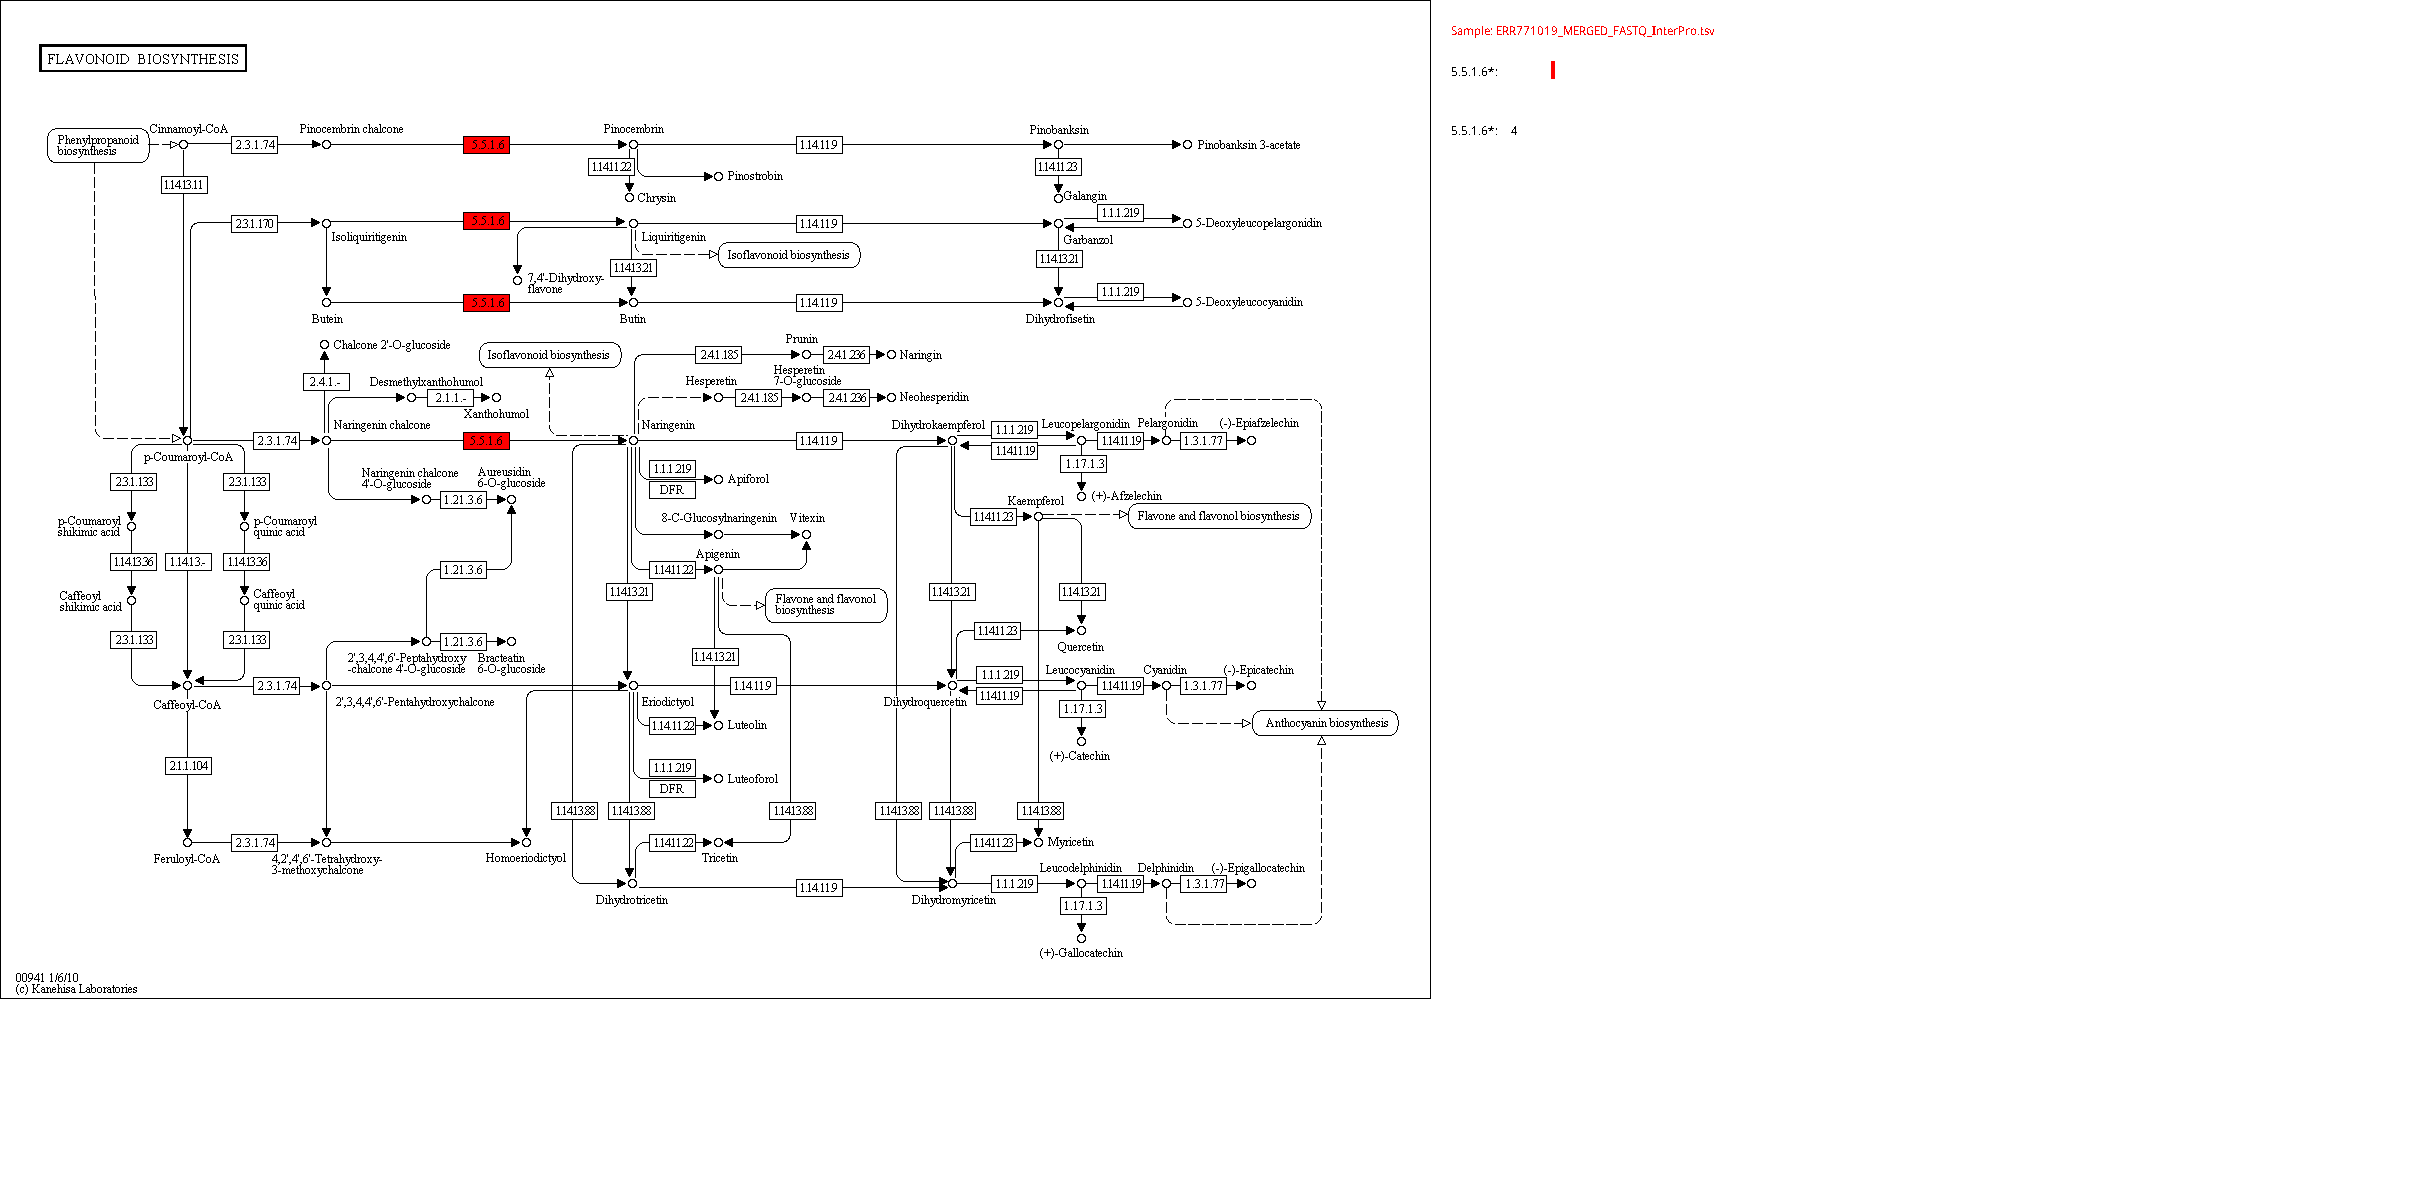 FLAVONOID BIOSYNTHESIS
Sample: ERR771019_MERGED_FASTQ_InterPro.tsv
5.5.1.6*:
5.5.1.6*: 4
Phenylpropanoid
biosynthesis
Cinnamoyl-CoA
2.3.1.74
Pinocembrin chalcone
5.5.1.6
Pinocembrin
1.14.11.9
Pinobanksin
Pinobanksin 3-acetate
1.14.11.22
Pinostrobin
Chrysin
1.14.11.23
Galangin
1.14.13.11
2.3.1.170
Isoliquiritigenin
5.5.1.6
Liquiritigenin
1.14.11.9
Garbanzol
1.1.1.219
5-Deoxyleucopelargonidin
Isoflavonoid biosynthesis
7,4'-Dihydroxy-
flavone
1.14.13.21
1.14.13.21
Butein
5.5.1.6
Butin
1.14.11.9
Dihydrofisetin
1.1.1.219
5-Deoxyleucocyanidin
Chalcone 2'-O-glucoside
2.4.1.-
Isoflavonoid biosynthesis
2.4.1.185
Prunin
2.4.1.236
Naringin
Desmethylxanthohumol
2.1.1.-
Xanthohumol
Hesperetin
2.4.1.185
Hesperetin
7-O-glucoside
2.4.1.236
Neohesperidin
p-Coumaroyl-CoA
2.3.1.74
Naringenin chalcone
5.5.1.6
Naringenin
1.14.11.9
Dihydrokaempferol
1.1.1.219
1.14.11.19
Leucopelargonidin
1.14.11.19
Pelargonidin
1.3.1.77
(-)-Epiafzelechin
1.17.1.3
(+)-Afzelechin
2.3.1.133
2.3.1.133
Naringenin chalcone
4'-O-glucoside
1.21.3.6
Aureusidin
6-O-glucoside
1.1.1.219
DFR
Apiforol
Kaempferol
1.14.11.23
Flavone and flavonol biosynthesis
p-Coumaroyl
shikimic acid
p-Coumaroyl
quinic acid
8-C-Glucosylnaringenin
Vitexin
1.14.13.36
1.14.13.-
1.14.13.36
1.21.3.6
1.14.11.22
Apigenin
Caffeoyl
shikimic acid
Caffeoyl
quinic acid
1.14.13.21
Flavone and flavonol
biosynthesis
1.14.13.21
1.14.13.21
2.3.1.133
2.3.1.133
1.21.3.6
2',3,4,4',6'-Peptahydroxy
-chalcone 4'-O-glucoside
Bracteatin
6-O-glucoside
1.14.13.21
1.14.11.23
Quercetin
Caffeoyl-CoA
2.3.1.74
2',3,4,4',6'-Pentahydroxychalcone
Eriodictyol
1.14.11.9
Dihydroquercetin
1.1.1.219
1.14.11.19
Leucocyanidin
1.14.11.19
Cyanidin
1.3.1.77
(-)-Epicatechin
1.17.1.3
(+)-Catechin
Anthocyanin biosynthesis
1.14.11.22
Luteolin
2.1.1.104
1.1.1.219
DFR
Luteoforol
1.14.13.88
1.14.13.88
1.14.13.88
1.14.13.88
1.14.13.88
1.14.13.88
Feruloyl-CoA
2.3.1.74
4,2',4',6'-Tetrahydroxy-
3-methoxychalcone
Homoeriodictyol
1.14.11.22
Tricetin
1.14.11.23
Myricetin
Dihydrotricetin
1.14.11.9
Dihydromyricetin
1.1.1.219
Leucodelphinidin
1.14.11.19
Delphinidin
1.3.1.77
(-)-Epigallocatechin
1.17.1.3
(+)-Gallocatechin
00941 1/6/10
(c) Kanehisa Laboratories